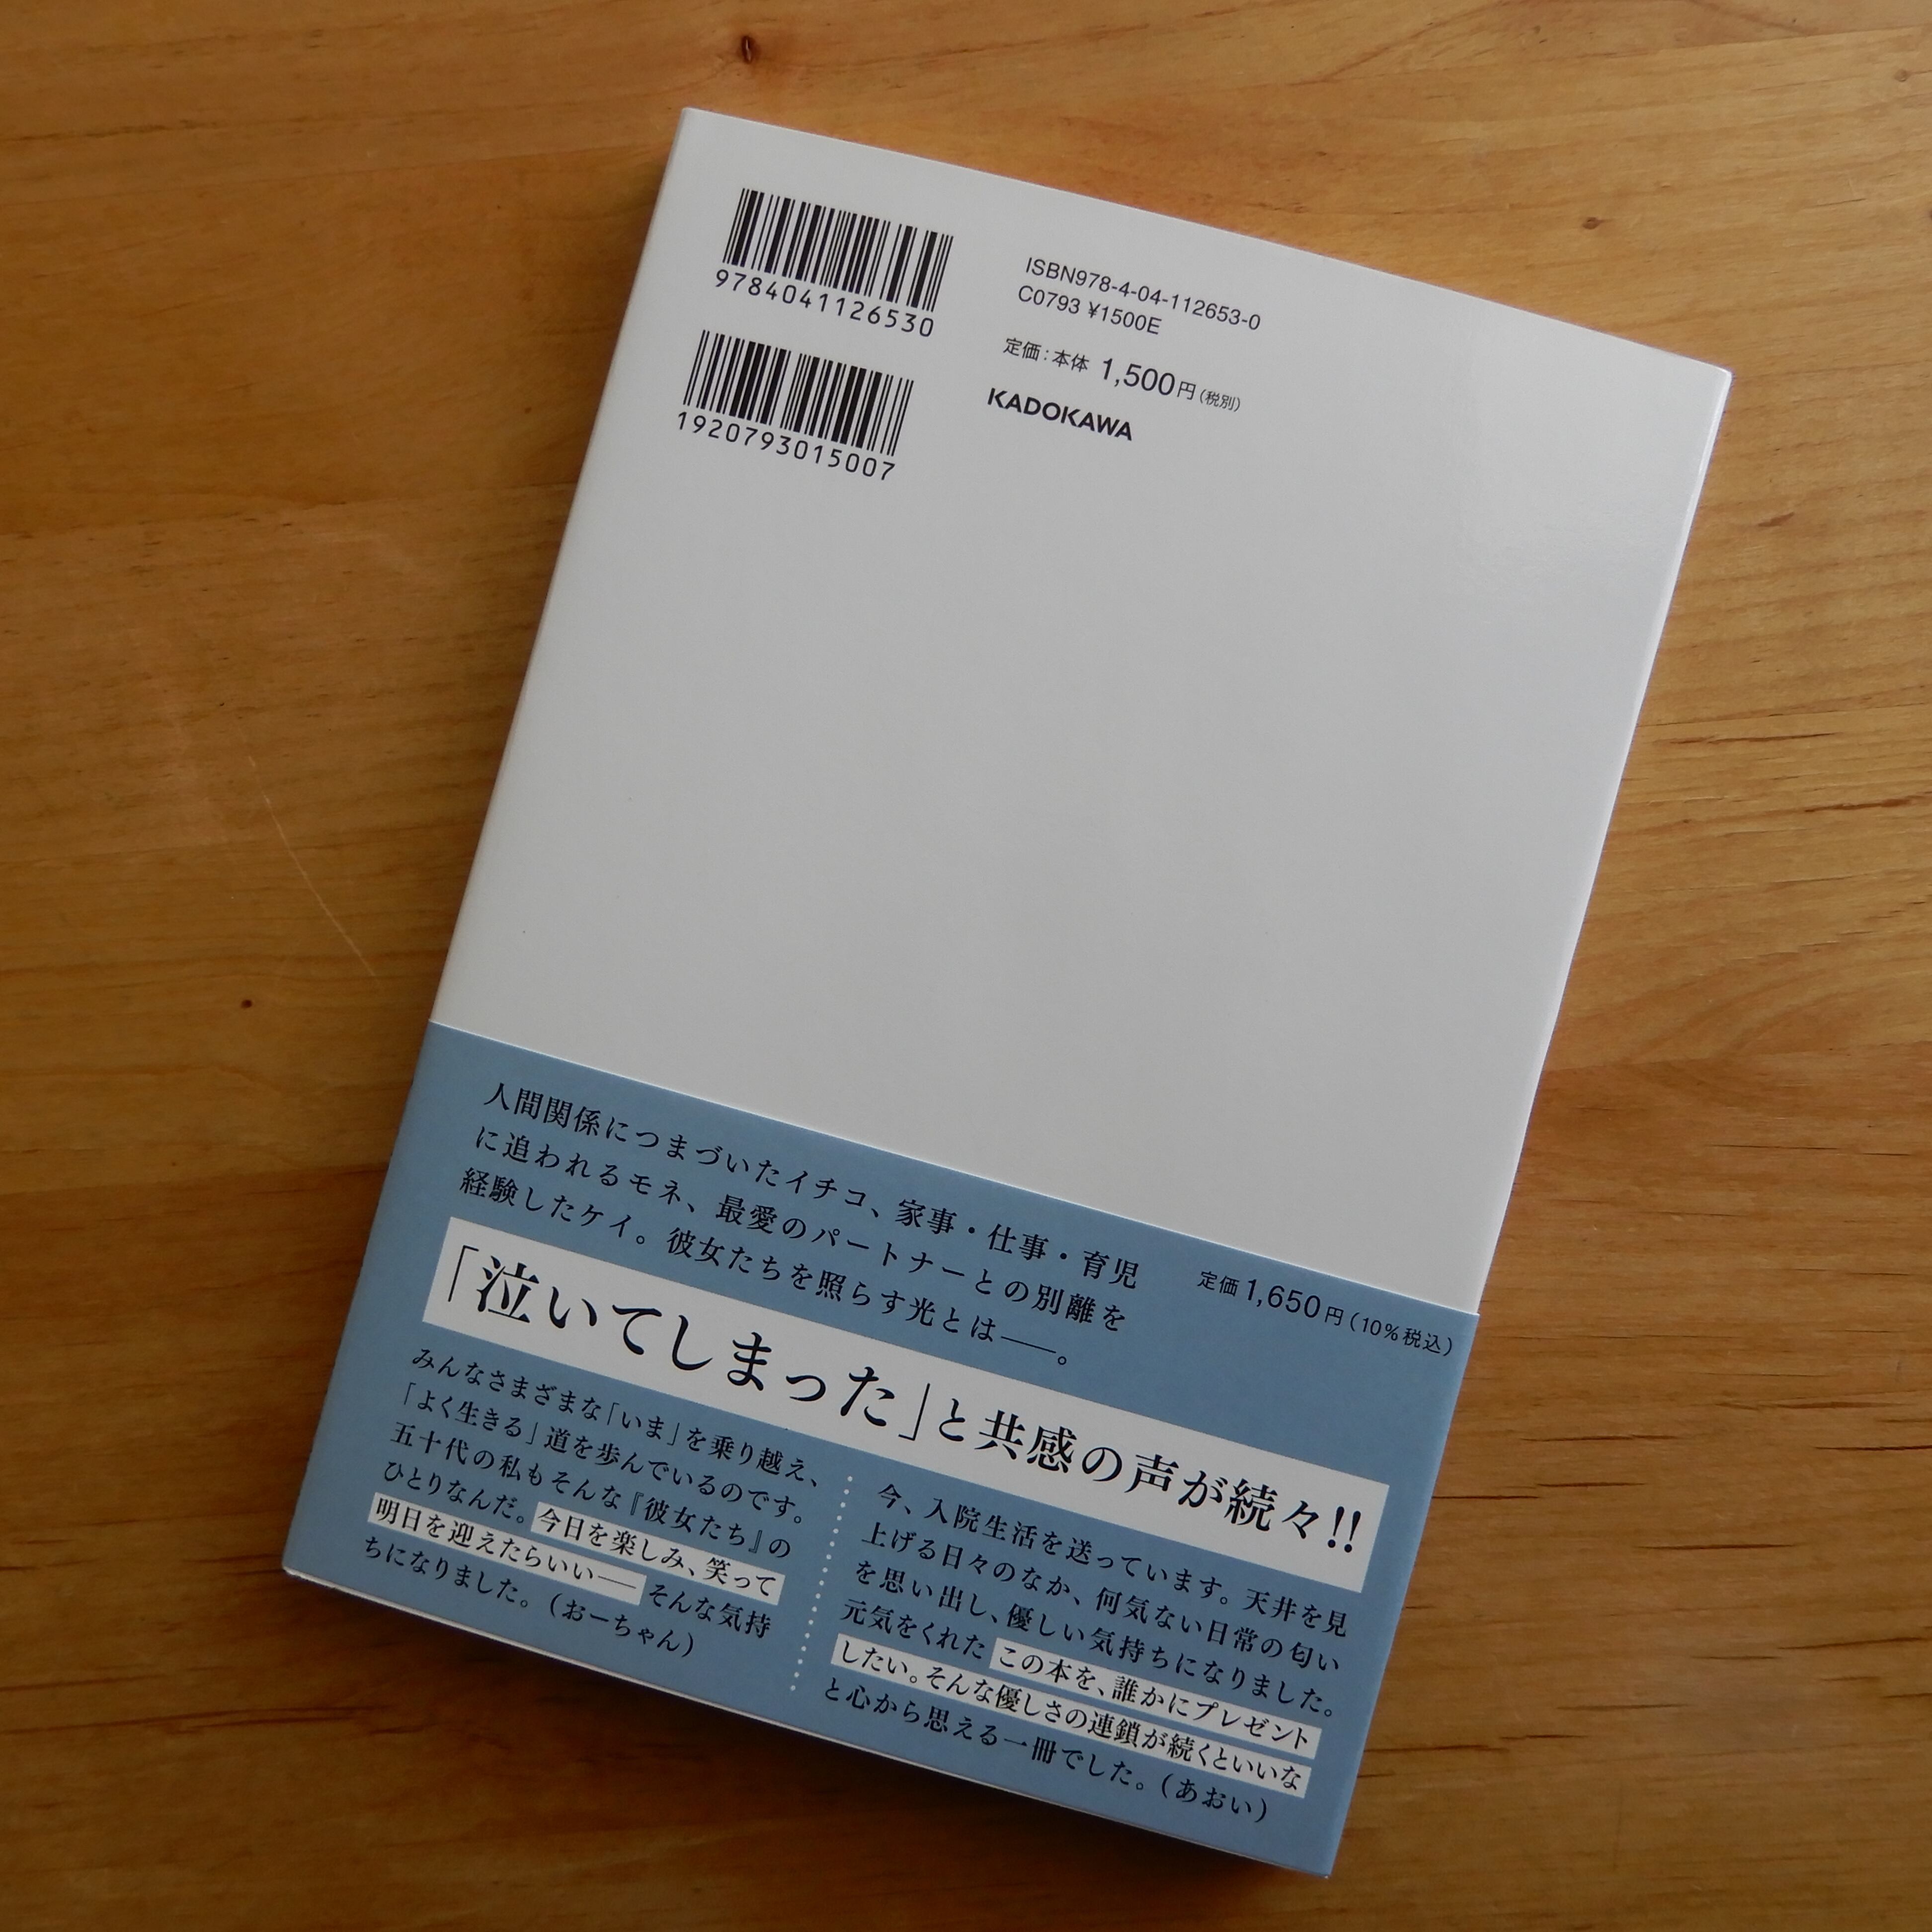 9784041126530
1920793015007
ISBN978-4-04-112653-0
C0793 ¥1500E
定価：本体 1,500円（税別）
KADOKAWA
人間関係につまづいたイチコ、家事・仕事・育児
に追われるモネ、最愛のパートナーとの別離を
経験したケイ。彼女たちを照らす光とは──。
定価1,650円（10%税込）
「泣いてしまった」と共感の声が続々!!
みんなさまざまな「いま」を乗り越え、
「よく生きる」道を歩んでいるのです。
五十代の私もそんな『彼女たち』の
ひとりなんだ。今日を楽しみ、笑って
明日を迎えたらいい──そんな気持
ちになりました。（おーちゃん）
今、入院生活を送っています。天井を見
上げる日々のなか、何気ない日常の匂い
を思い出し、優しい気持ちになりました。
元気をくれたこの本を、誰かにプレゼント
したい。そんな優しさの連鎖が続くといいな
と心から思える一冊でした。（あおい）